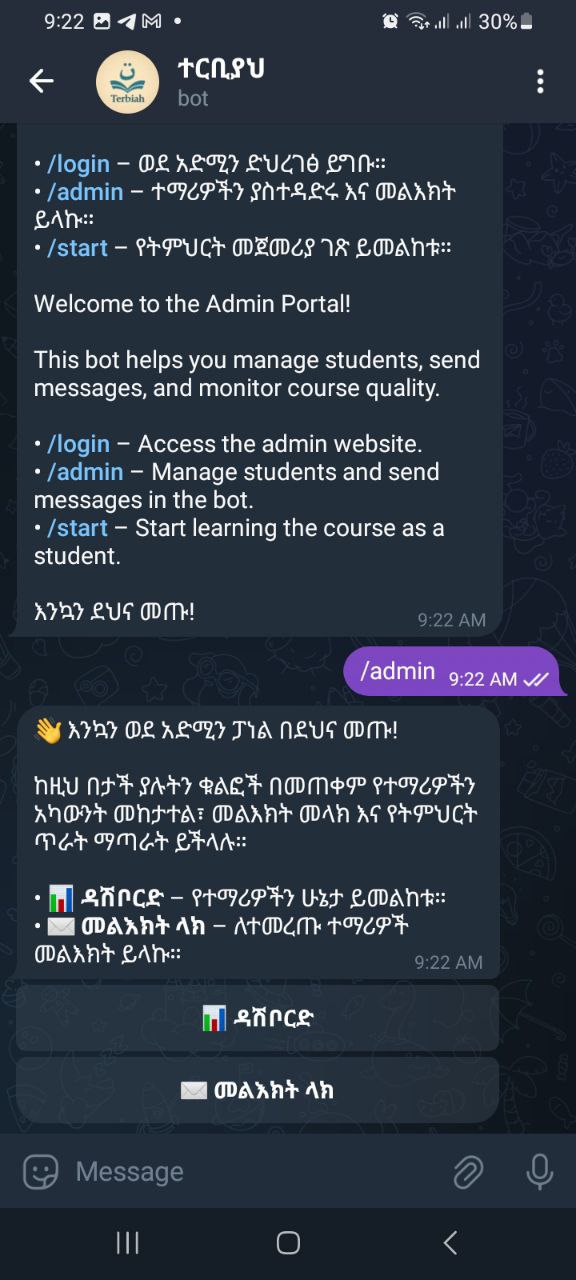 9:22
30%
ተርቢያህ
bot
ت
Terbiah
• /login – ወደ አድሚን ድህረገፅ ይግቡ።
• /admin – ተማሪዎችን ያስተዳድሩ እና መልእክት
ይላኩ።
• /start – የትምህርት መጀመሪያ ገጽ ይመልከቱ።
Welcome to the Admin Portal!
This bot helps you manage students, send
messages, and monitor course quality.
• /login – Access the admin website.
• /admin – Manage students and send
messages in the bot.
• /start – Start learning the course as a
student.
እንኳን ደህና መጡ!
9:22 AM
/admin 9:22 AM
👋 እንኳን ወደ አድሚን ፓነል በደህና መጡ!
ከዚህ በታች ያሉትን ቁልፎች በመጠቀም የተማሪዎችን
አካውንት መከታተል፣ መልእክት መላክ እና የትምህርት
ጥራት ማጣራት ይችላሉ።
• 📊 ዳሽቦርድ – የተማሪዎችን ሁኔታ ይመልከቱ።
• ✉️ መልእክት ላክ – ለተመረጡ ተማሪዎች
መልእክት ይላኩ።
9:22 AM
📊 ዳሽቦርድ
✉️ መልእክት ላክ
Message